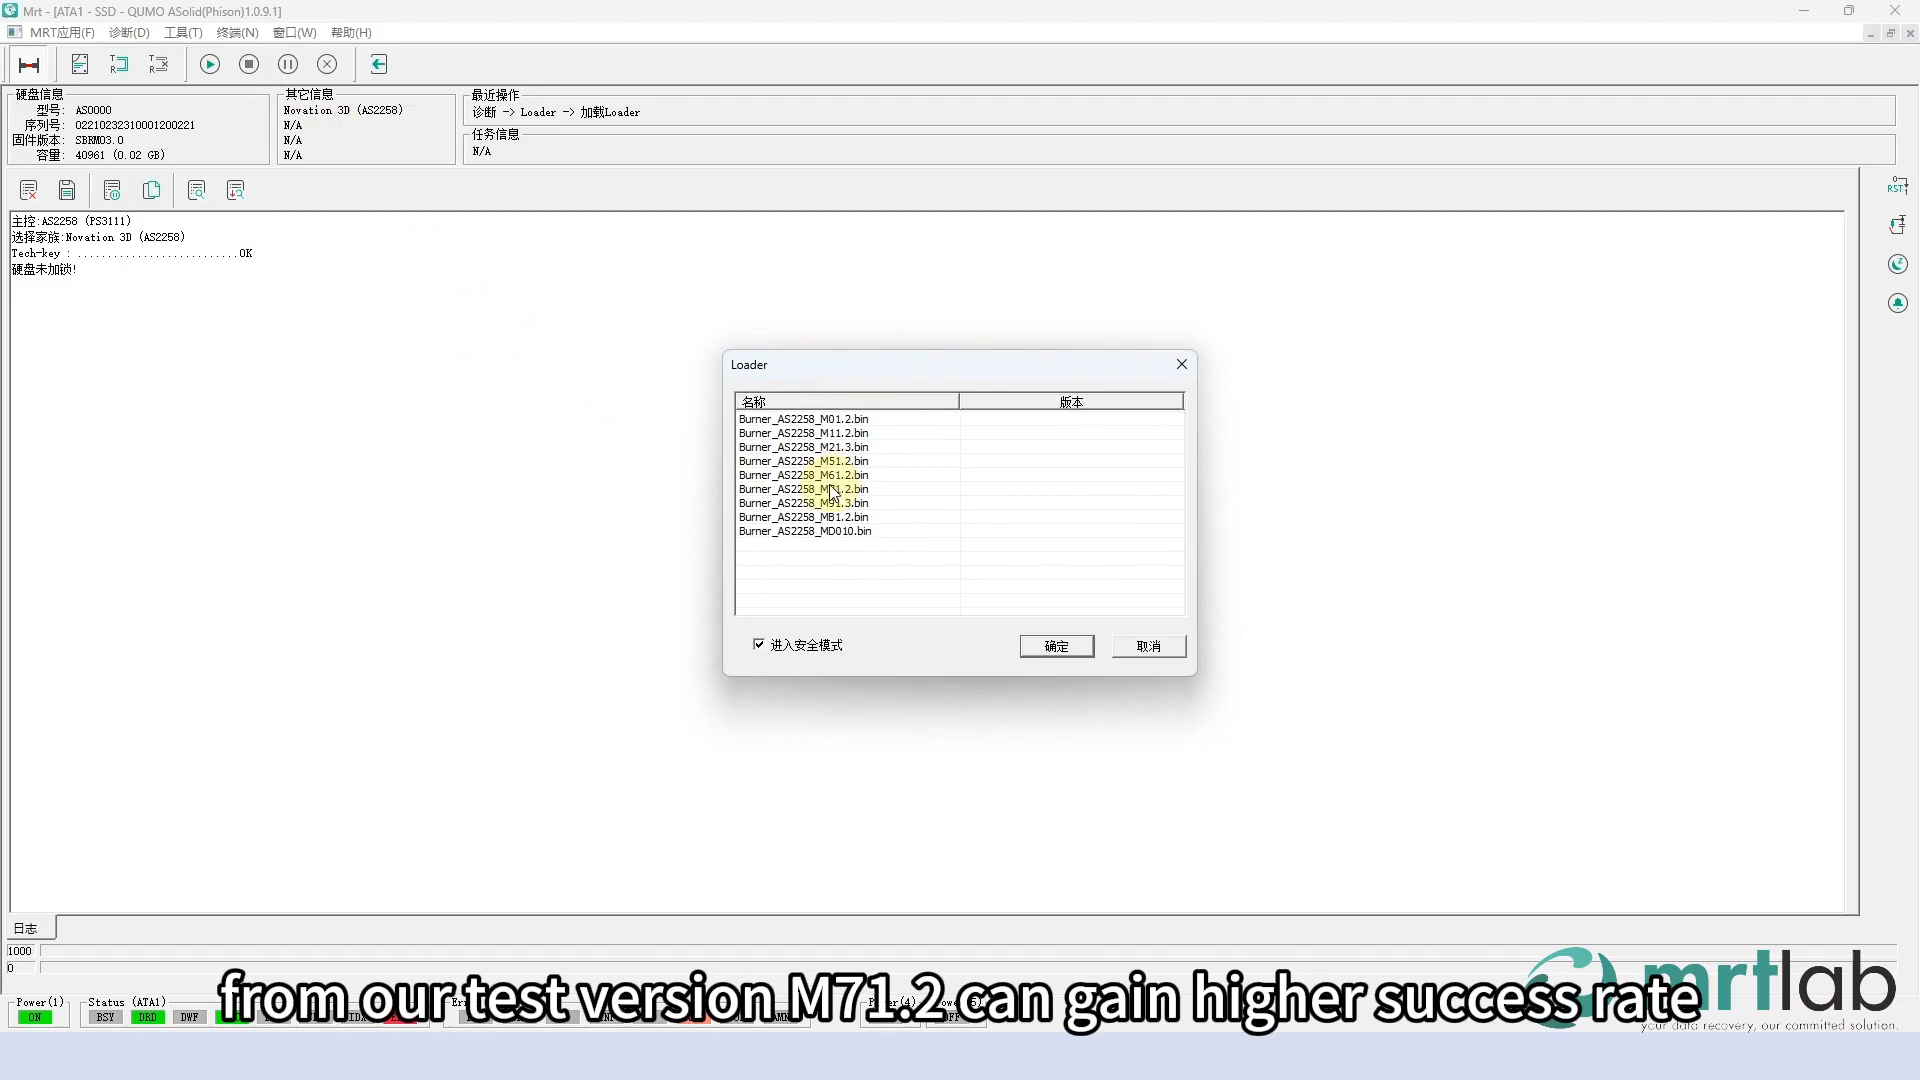 Mrt - [ATA1 - SSD - QUMO ASolid(Phison)1.0.9.1]
MRT应用(F) 诊断(D) 工具(T) 终端(N) 窗口(W) 帮助(H)
硬盘信息
型号: AS0000
序列号: 02210232310001200221
固件版本: SBRM03.0
容量: 40961 (0.02 GB)
其它信息
Novation 3D (AS2258)
N/A
N/A
N/A
最近操作
诊断 -> Loader -> 加载Loader
任务信息
N/A
RST
主控:AS2258 (PS3111)
选择家族:Novation 3D (AS2258)
Tech-key : ...........................OK
硬盘未加锁!
Loader
名称 版本
Burner_AS2258_M01.2.bin
Burner_AS2258_M11.2.bin
Burner_AS2258_M21.3.bin
Burner_AS2258_M51.2.bin
Burner_AS2258_M61.2.bin
Burner_AS2258_M71.2.bin
Burner_AS2258_M91.3.bin
Burner_AS2258_MB1.2.bin
Burner_AS2258_MD010.bin
进入安全模式
确定 取消
日志
1000
0
Power(1) Status (ATA1)
ON BSY DRD DWF
from our test version M71.2 can gain higher success rate
mrtlab
your data recovery, our committed solution.